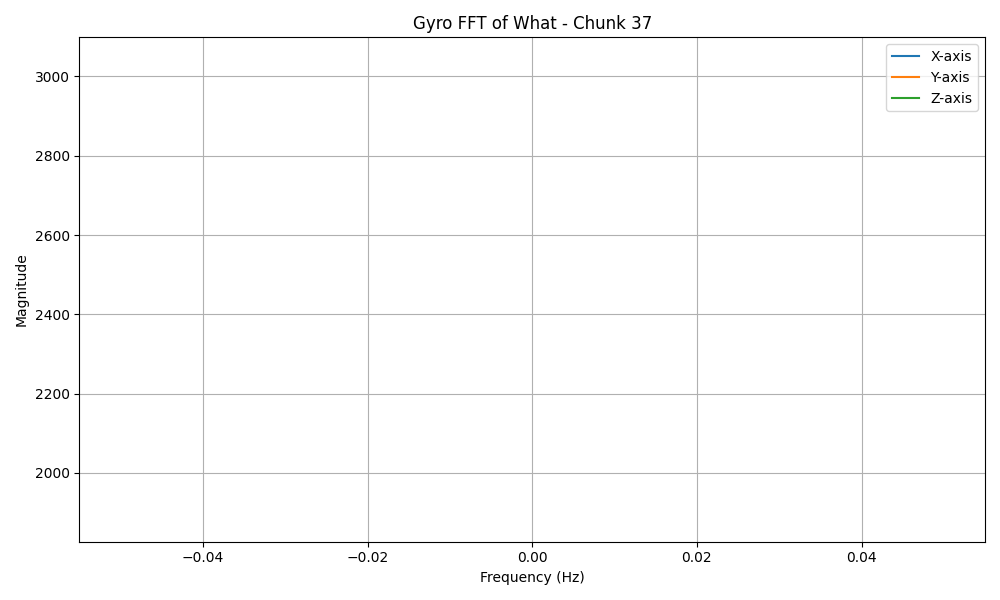 Gyro FFT of What - Chunk 37
X-axis
Y-axis
Z-axis
Magnitude
3000
2800
2600
2400
2200
2000
−0.04
−0.02
0.00
0.02
0.04
Frequency (Hz)